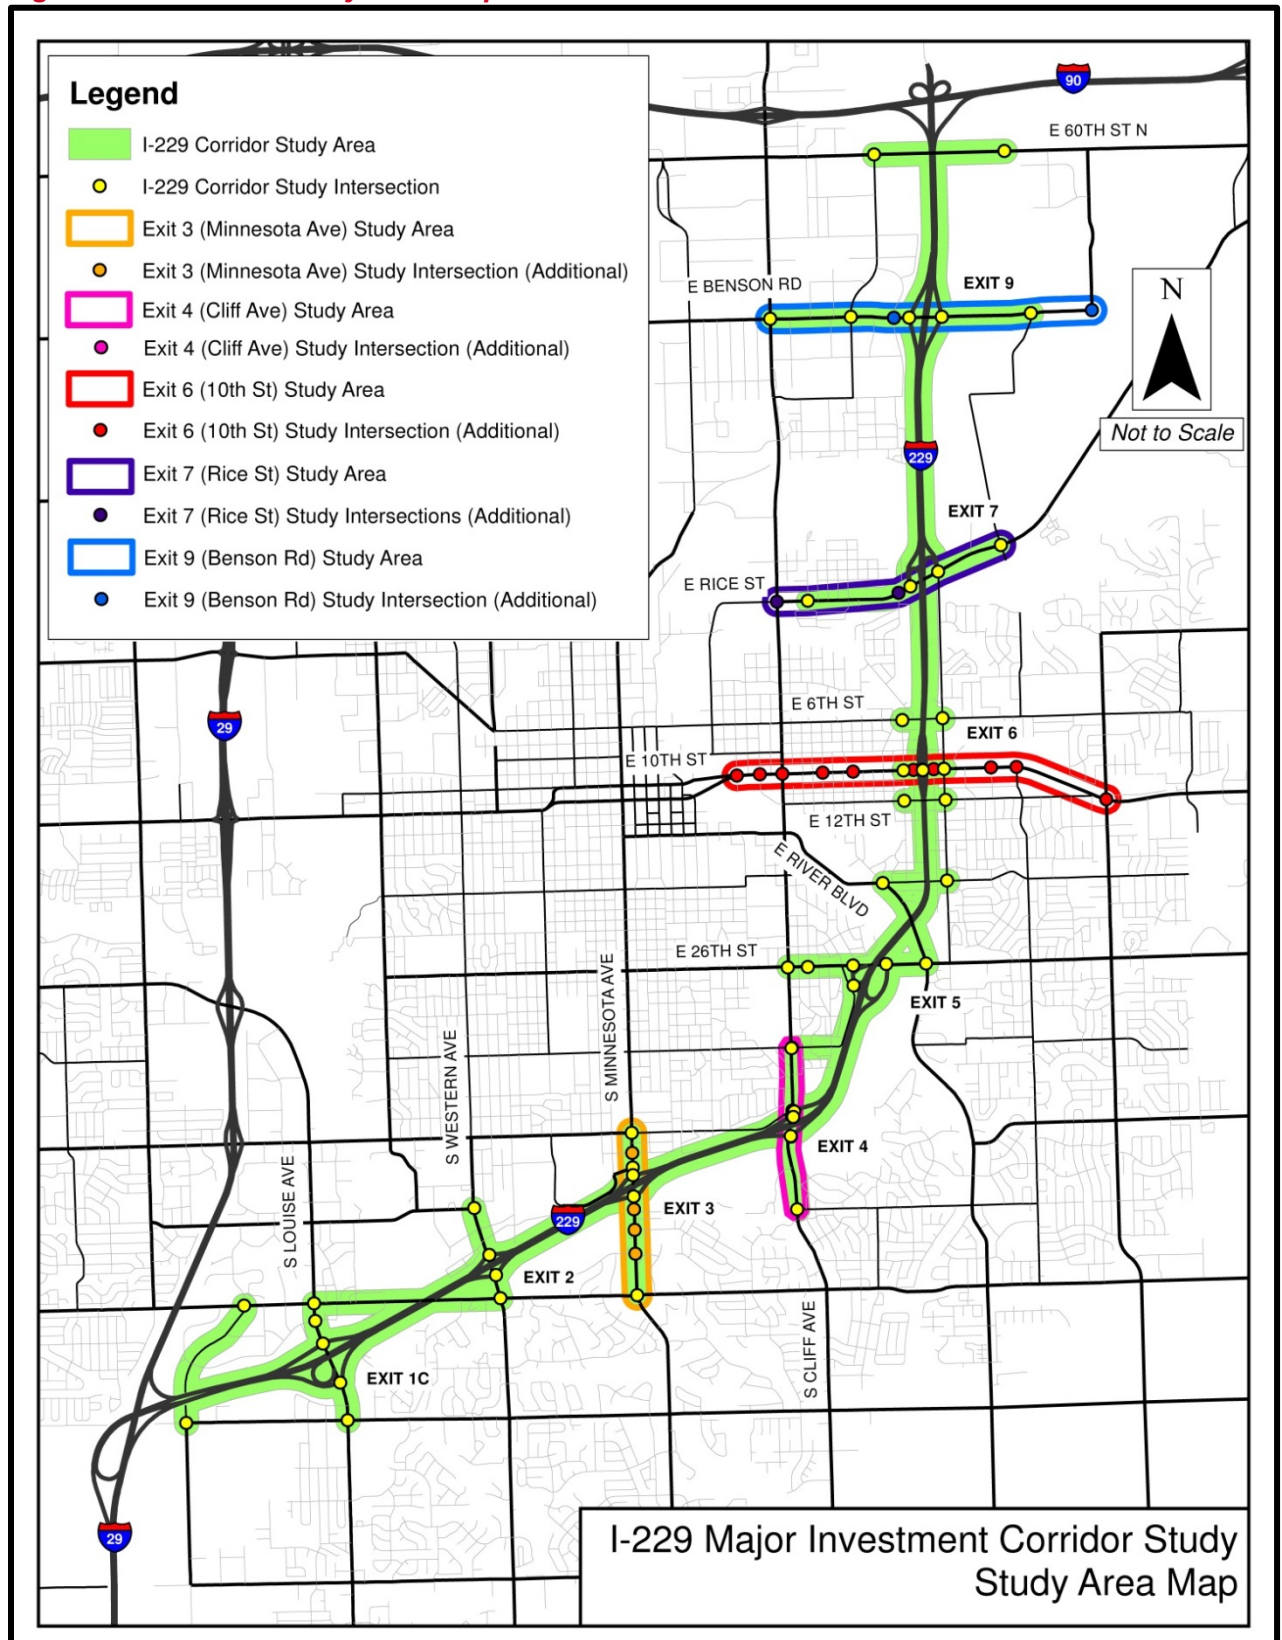 Legend
I-229 Corridor Study Area
I-229 Corridor Study Intersection
Exit 3 (Minnesota Ave) Study Area
Exit 3 (Minnesota Ave) Study Intersection (Additional)
Exit 4 (Cliff Ave) Study Area
Exit 4 (Cliff Ave) Study Intersection (Additional)
Exit 6 (10th St) Study Area
Exit 6 (10th St) Study Intersection (Additional)
Exit 7 (Rice St) Study Area
Exit 7 (Rice St) Study Intersections (Additional)
Exit 9 (Benson Rd) Study Area
Exit 9 (Benson Rd) Study Intersection (Additional)
90
E 60TH ST N
E BENSON RD
EXIT 9
N
Not to Scale
229
EXIT 7
E RICE ST
29
E 6TH ST
EXIT 6
E 10TH ST
E 12TH ST
E RIVER BLVD
E 26TH ST
S MINNESOTA AVE
EXIT 5
S WESTERN AVE
EXIT 4
S LOUISE AVE
EXIT 3
229
EXIT 2
S CLIFF AVE
EXIT 1C
29
I-229 Major Investment Corridor Study
Study Area Map